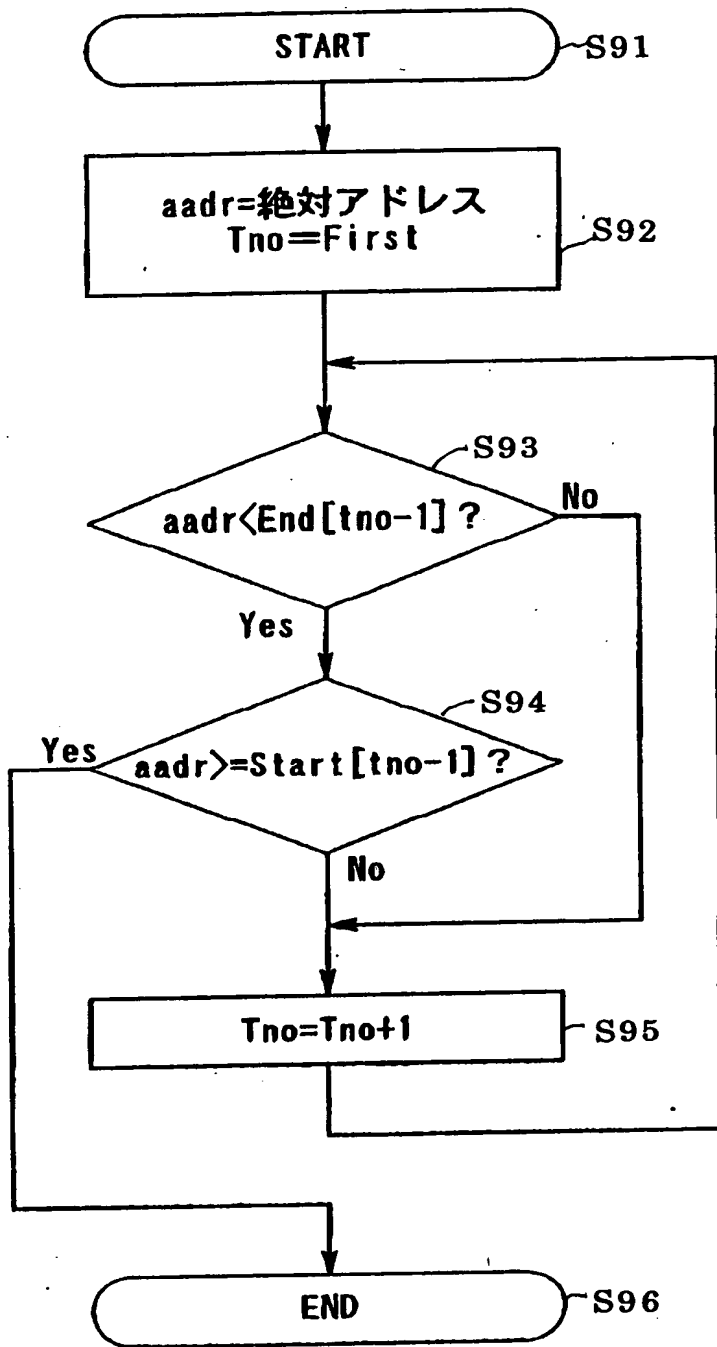 START
S91
aadr=絶対アドレス
Tno=First
S92
S93
aadr<End[tno-1]?
No
Yes
S94
Yes
aadr>=Start[tno-1]?
No
Tno=Tno+1
S95
END
S96